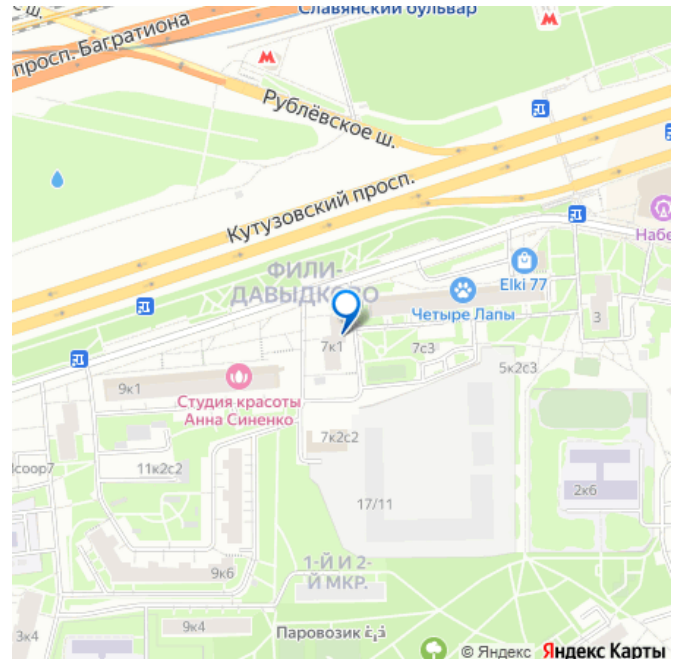 Славянский бульвар
ш.
просп. Багратиона
М
М
Рублёвское ш.
Кутузовский просп.
Набе
ФИЛИ-
ДАВЫДКОВО
Elki 77
Четыре Лапы
3
7к1
7с3
5к2с3
9к1
Студия красоты
Анна Синенко
7к2с2
lcoop7
11к2с2
2к6
17/11
1-Й И 2-
Й МКР.
9к6
3к4
9к4
Паровозик
© Яндекс Яндекс Карты